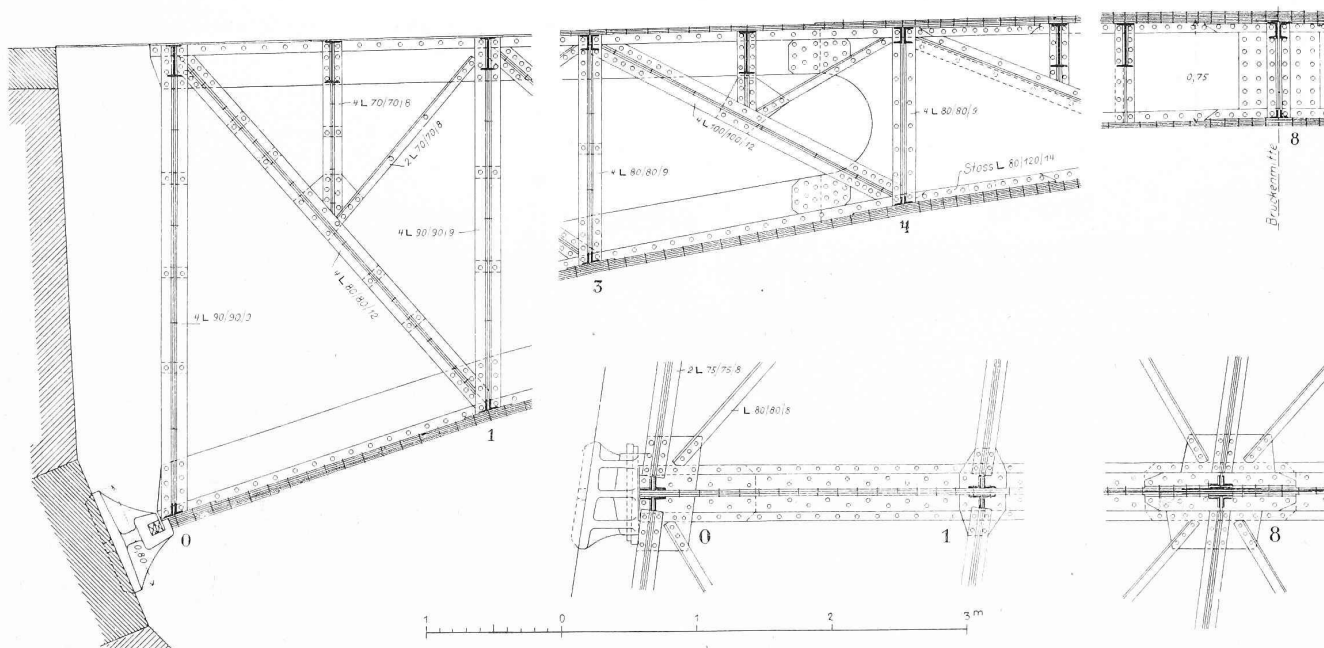 4 L 70/70/8
2 L 70/70/8
4 L 90/90/9
4 L 80/80/12
4 L 90/90/9
1
0,80
0
4 L 100/100/12
4 L 80/80/9
4 L 80/80/9
Stoss L 80/120/14
4
3
0,75
8
Brückenmitte
2 L 75/75/8
L 80/80/8
0
1
8
1 0 1 2 3 m